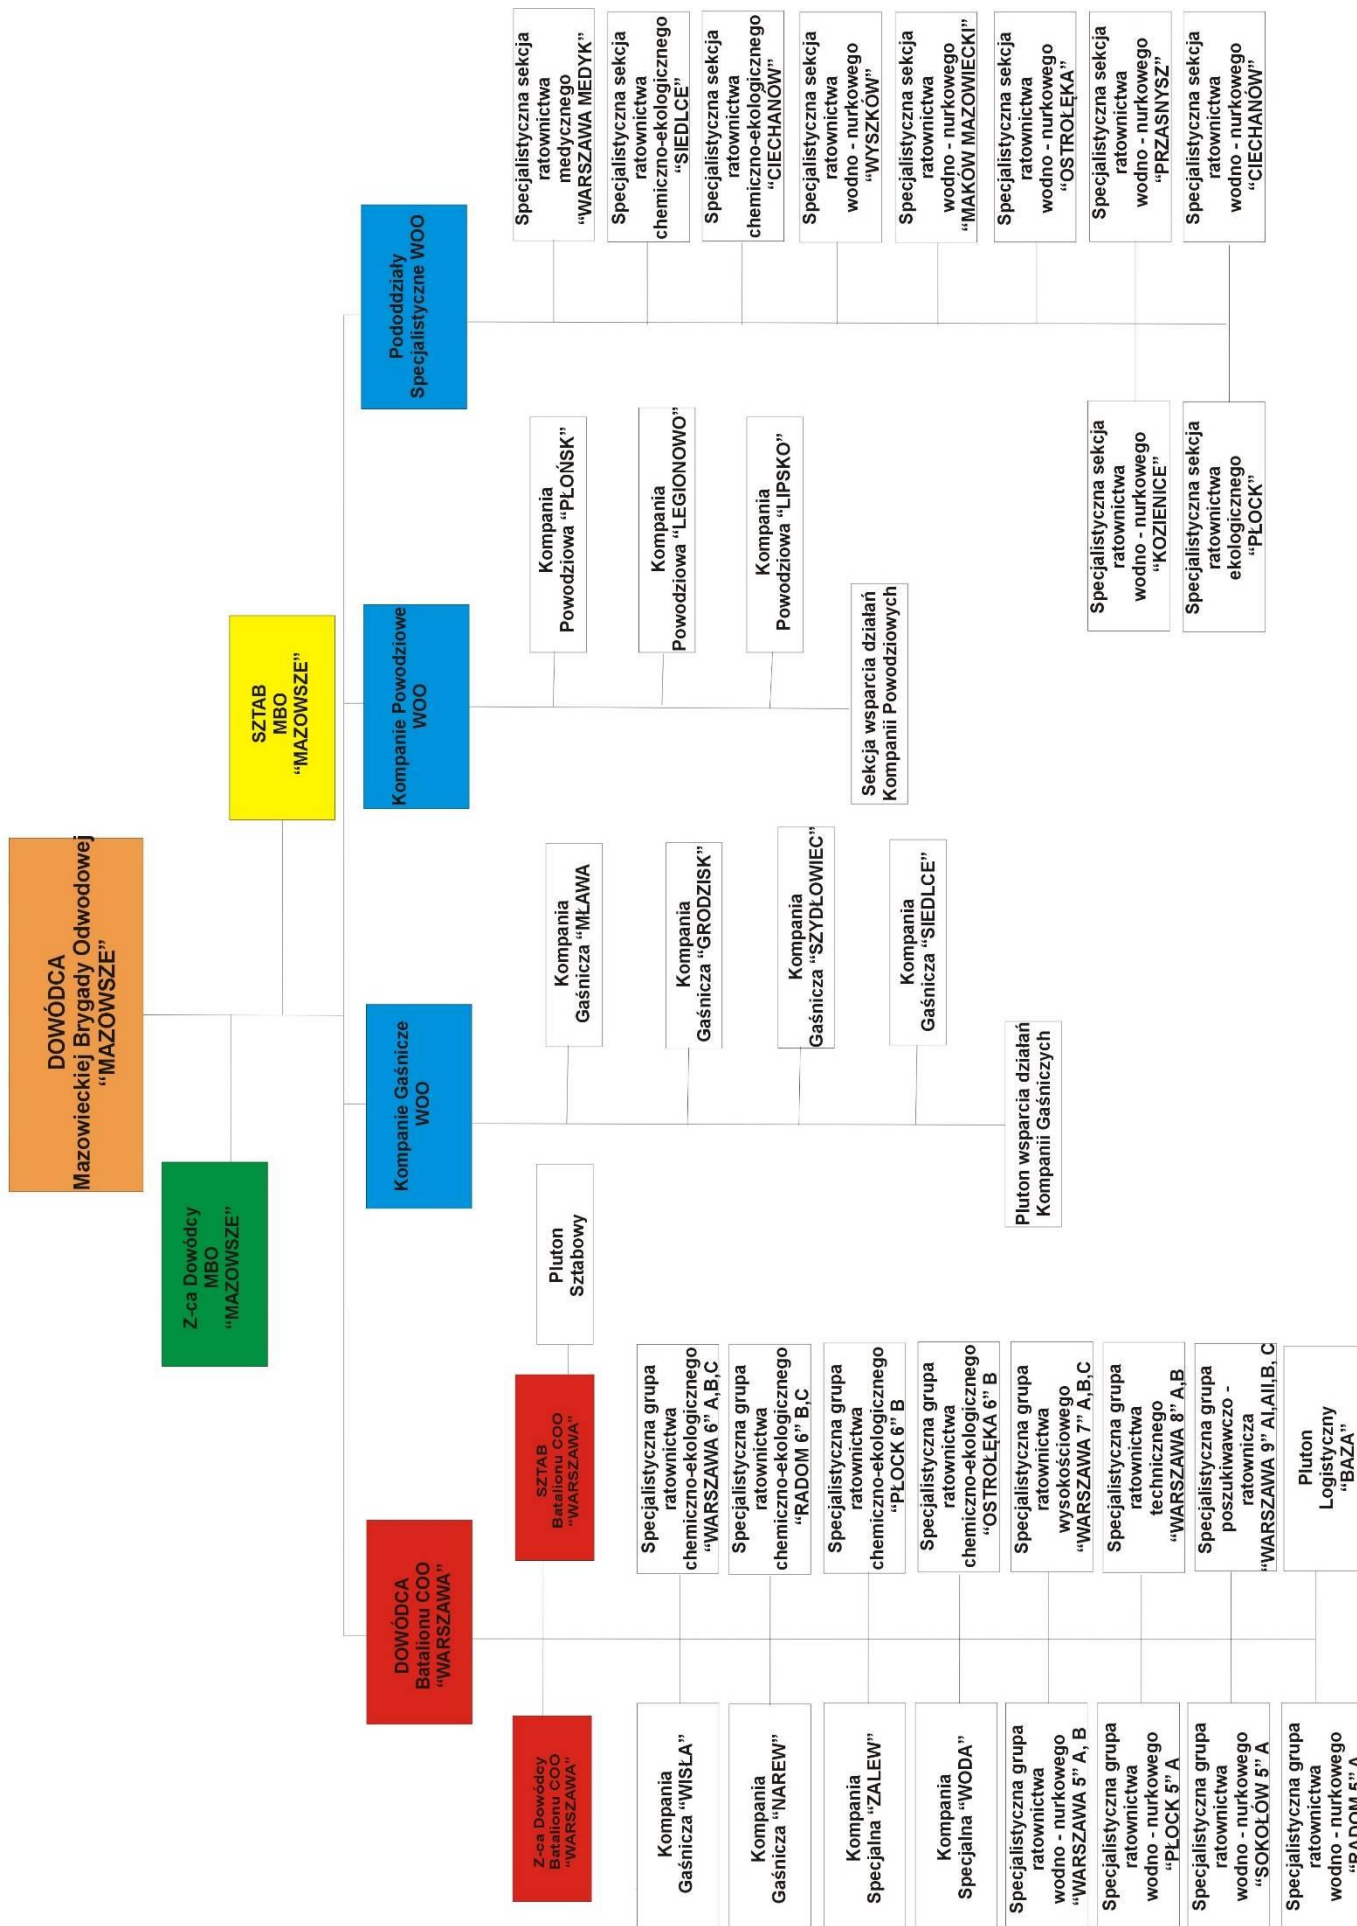 DOWÓDCA
Mazowieckiej Brygady Odwodowej
“MAZOWSZE”
Z-ca Dowódcy
MBO
“MAZOWSZE”
SZTAB
MBO
“MAZOWSZE”
DOWÓDCA
Batalionu COO
“WARSZAWA”
Kompanie Gaśnicze
WOO
Kompanie Powodziowe
WOO
Pododdziały
Specjalistyczne WOO
Z-ca Dowódcy
Batalionu COO
“WARSZAWA”
SZTAB
Batalionu COO
“WARSZAWA”
Pluton
Sztabowy
Kompania
Gaśnicza “WISŁA”
Kompania
Gaśnicza “NAREW”
Kompania
Specjalna “ZALEW”
Kompania
Specjalna “WODA”
Specjalistyczna grupa
ratownictwa
wodno - nurkowego
“WARSZAWA 5” A, B
Specjalistyczna grupa
ratownictwa
wodno - nurkowego
“PŁOCK 5” A
Specjalistyczna grupa
ratownictwa
wodno - nurkowego
“SOKOŁÓW 5” A
Specjalistyczna grupa
ratownictwa
wodno - nurkowego
“RADOM 5” A
Specjalistyczna grupa
ratownictwa
chemiczno-ekologicznego
“WARSZAWA 6” A,B,C
Specjalistyczna grupa
ratownictwa
chemiczno-ekologicznego
“RADOM 6” B,C
Specjalistyczna grupa
ratownictwa
chemiczno-ekologicznego
“PŁOCK 6” B
Specjalistyczna grupa
ratownictwa
chemiczno-ekologicznego
“OSTROŁĘKA 6” B
Specjalistyczna grupa
ratownictwa
wysokościowego
“WARSZAWA 7” A,B,C
Specjalistyczna grupa
ratownictwa
technicznego
“WARSZAWA 8” A,B
Specjalistyczna grupa
poszukiwawczo -
ratownicza
“WARSZAWA 9” AI,AII,B, C
Pluton
Logistyczny
“BAZA”
Kompania
Gaśnicza “MŁAWA
Kompania
Gaśnicza “GRODZISK”
Kompania
Gaśnicza “SZYDŁOWIEC”
Kompania
Gaśnicza “SIEDLCE”
Pluton wsparcia działań
Kompanii Gaśniczych
Kompania
Powodziowa “PŁOŃSK”
Kompania
Powodziowa “LEGIONOWO”
Kompania
Powodziowa “LIPSKO”
Sekcja wsparcia działań
Kompanii Powodziowych
Specjalistyczna sekcja
ratownictwa
medycznego
“WARSZAWA MEDYK”
Specjalistyczna sekcja
ratownictwa
chemiczno-ekologicznego
“SIEDLCE”
Specjalistyczna sekcja
ratownictwa
chemiczno-ekologicznego
“CIECHANÓW”
Specjalistyczna sekcja
ratownictwa
wodno - nurkowego
“WYSZKÓW”
Specjalistyczna sekcja
ratownictwa
wodno - nurkowego
“MAKÓW MAZOWIECKI”
Specjalistyczna sekcja
ratownictwa
wodno - nurkowego
“OSTROŁĘKA”
Specjalistyczna sekcja
ratownictwa
wodno - nurkowego
“KOZIENICE”
Specjalistyczna sekcja
ratownictwa
wodno - nurkowego
“PRZASNYSZ”
Specjalistyczna sekcja
ratownictwa
ekologicznego
“PŁOCK”
Specjalistyczna sekcja
ratownictwa
wodno - nurkowego
“CIECHANÓW”